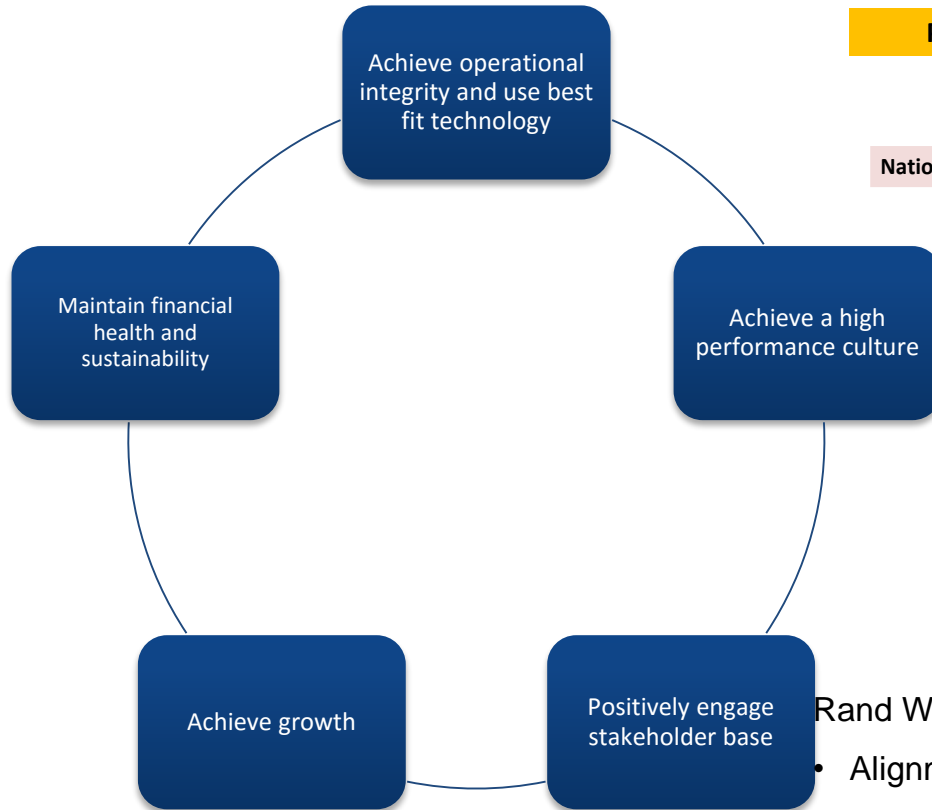 Achieve operational
integrity and use best
fit technology
Maintain financial
health and
sustainability
Achieve a high
performance culture
Achieve growth
Positively engage
stakeholder base
Rand
•